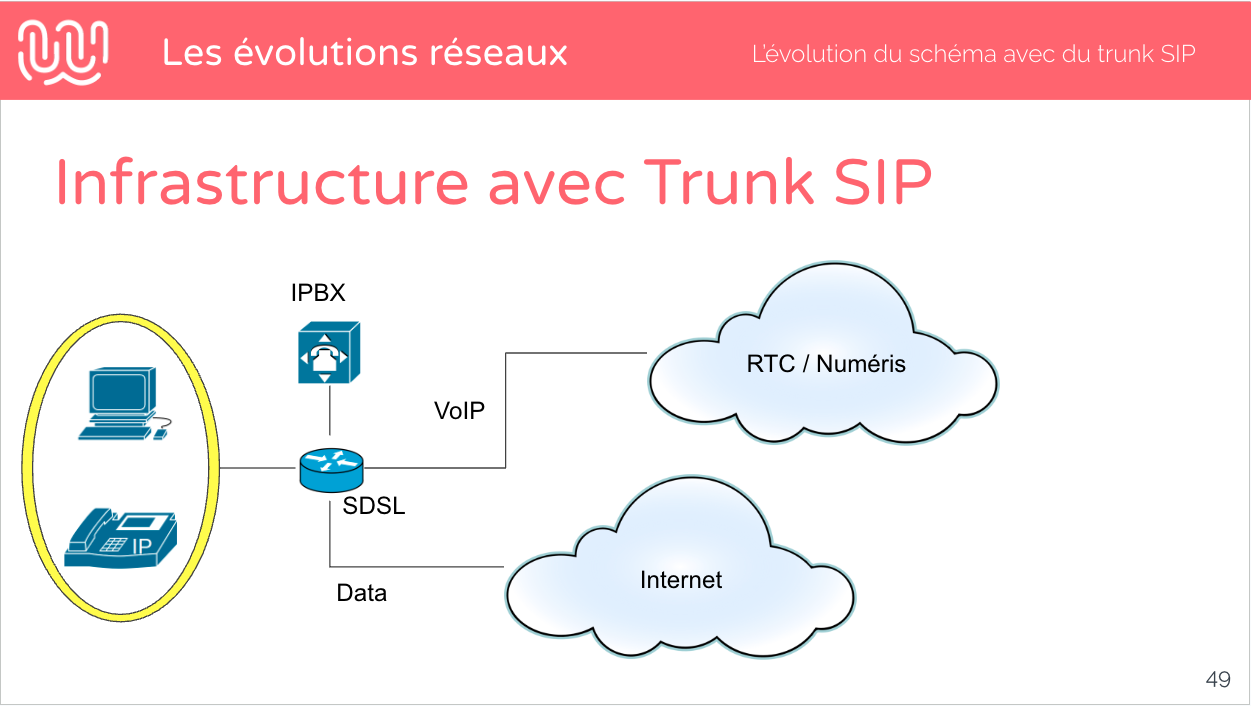 Les évolutions réseaux
L'évolution du schéma avec du trunk SIP
Infrastructure avec Trunk SIP
IPBX
RTC / Numéris
VoIP
SDSL
IP
Internet
Data
49